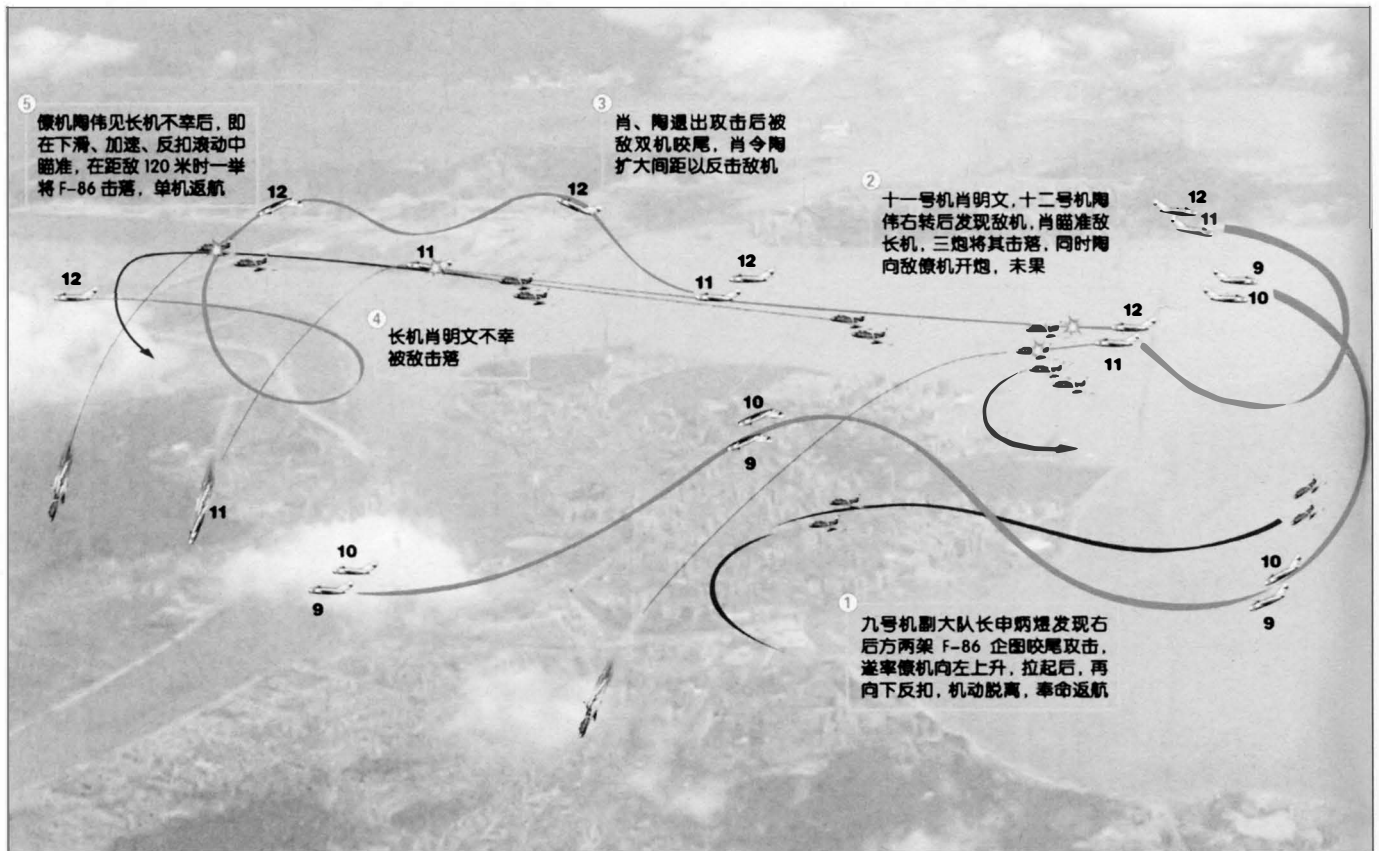 ⑤
僚机陶伟见长机不幸后，即
在下滑、加速、反扣滚动中
瞄准，在距敌 120 米时一举
将 F-86 击落，单机返航
③
肖、陶退出攻击后被
敌双机咬尾，肖令陶
扩大间距以反击敌机
②
十一号机肖明文，十二号机陶
伟右转后发现敌机，肖瞄准敌
长机，三炮将其击落，同时陶
向敌僚机开炮，未果
12
11
12
12
9
10
12
11
12
11
12
11
④
长机肖明文不幸
被敌击落
10
9
11
10
9
10
9
①
九号机副大队长申炳煜发现右
后方两架 F-86 企图咬尾攻击，
遂率僚机向左上升，拉起后，再
向下反扣，机动脱离，奉命返航